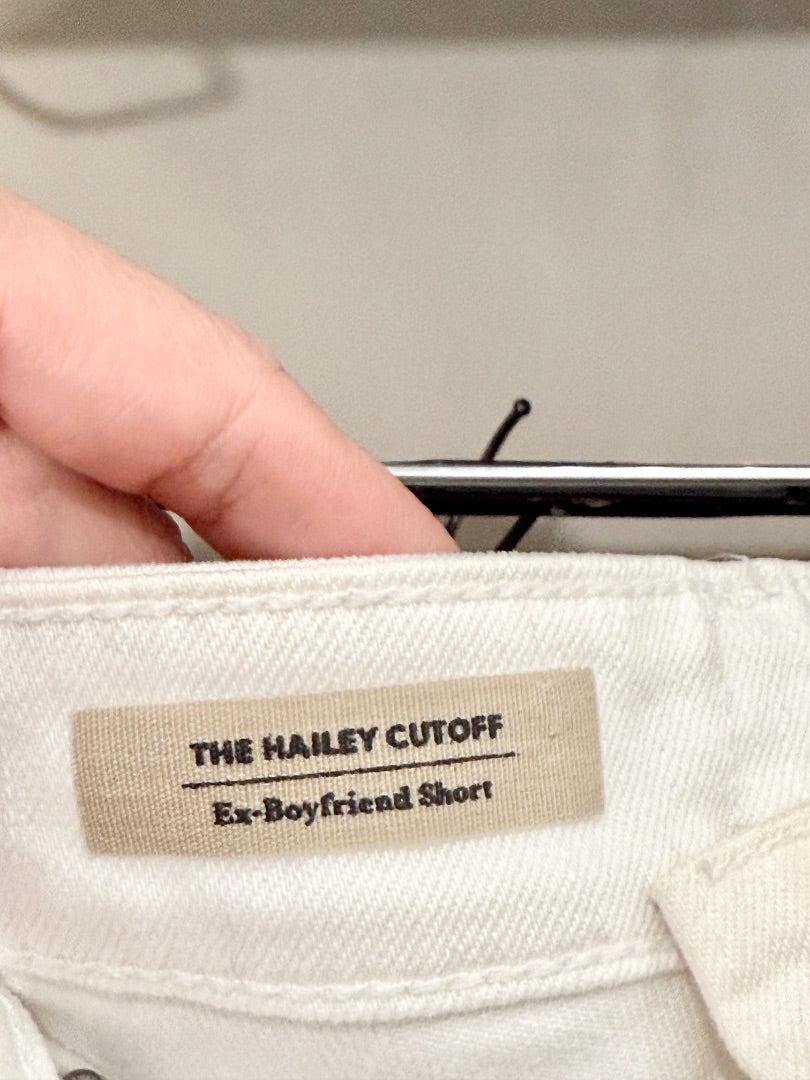 THE HAILEY CUTOFF
Ex-Boyfriend Short